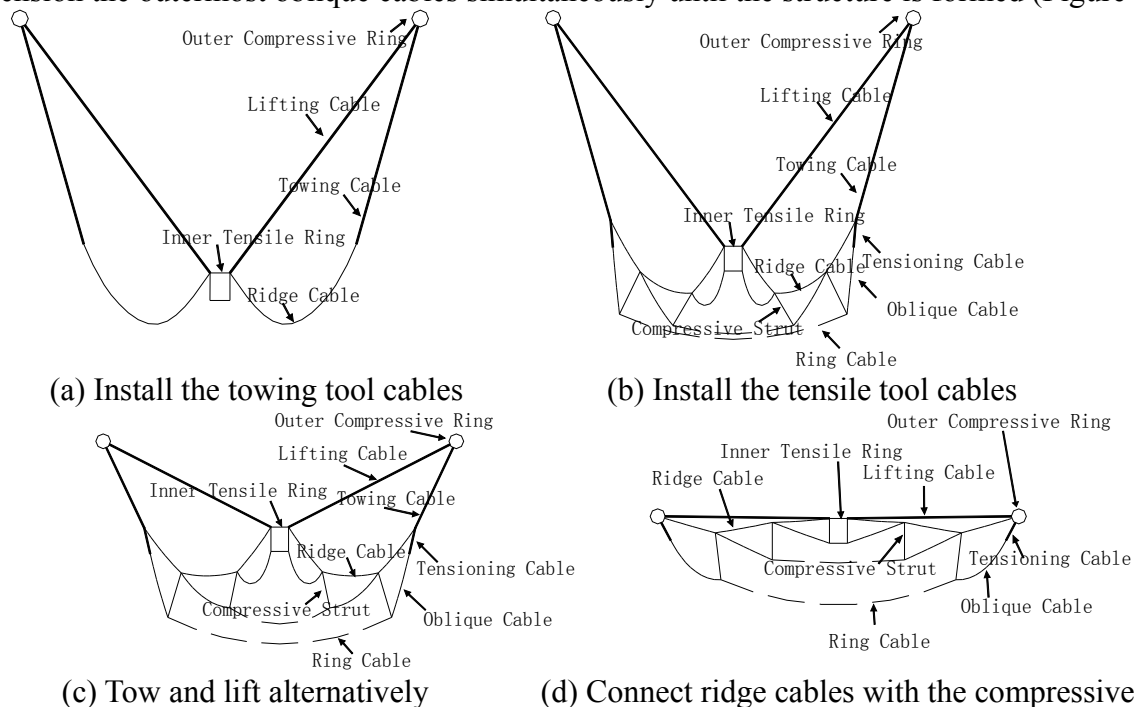 tension the outermost oblique cables simultaneously until the structure is formed (Figure
Outer Compressive Ring
Lifting Cable
Towing Cable
Inner Tensile Ring
Ridge Cable
(a) Install the towing tool cables
Outer Compressive Ring
Lifting Cable
Towing Cable
Inner Tensile Ring
Ridge Cable
Tensioning Cable
Oblique Cable
Compressive Strut
Ring Cable
(b) Install the tensile tool cables
Outer Compressive Ring
Lifting Cable
Inner Tensile Ring
Towing Cable
Ridge Cable
Tensioning Cable
Compressive Strut
Oblique Cable
Ring Cable
(c) Tow and lift alternatively
Outer Compressive Ring
Inner Tensile Ring
Ridge Cable
Lifting Cable
Tensioning Cable
Compressive Strut
Oblique Cable
Ring Cable
(d) Connect ridge cables with the compressive